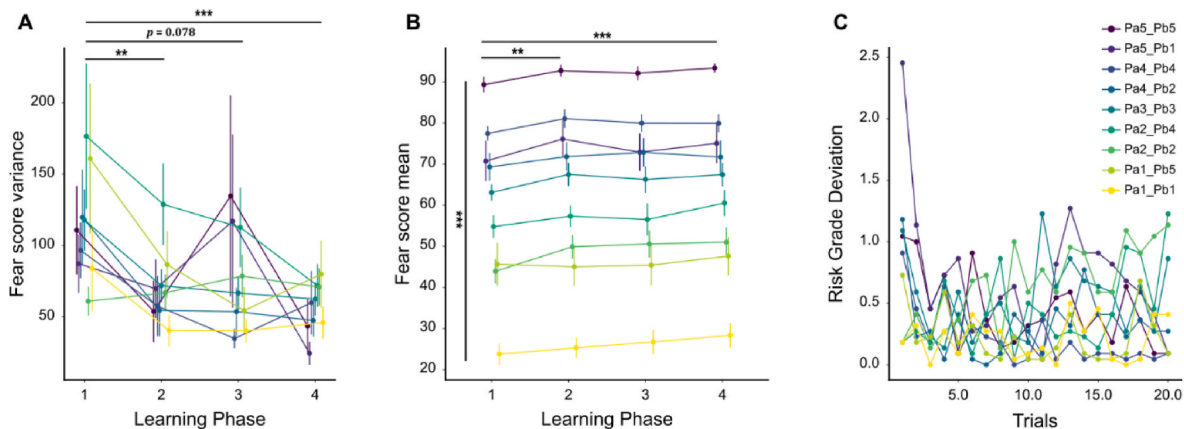 A
***
p = 0.078
**
Fear score variance
200
150
100
50
1 2 3 4
Learning Phase
B
***
**
***
Fear score mean
90
80
70
60
50
40
30
20
1 2 3 4
Learning Phase
C
Risk Grade Deviation
2.5
2.0
1.5
1.0
0.5
0.0
5.0 10.0 15.0 20.0
Trials
Pa5_Pb5
Pa5_Pb1
Pa4_Pb4
Pa4_Pb2
Pa3_Pb3
Pa2_Pb4
Pa2_Pb2
Pa1_Pb5
Pa1_Pb1